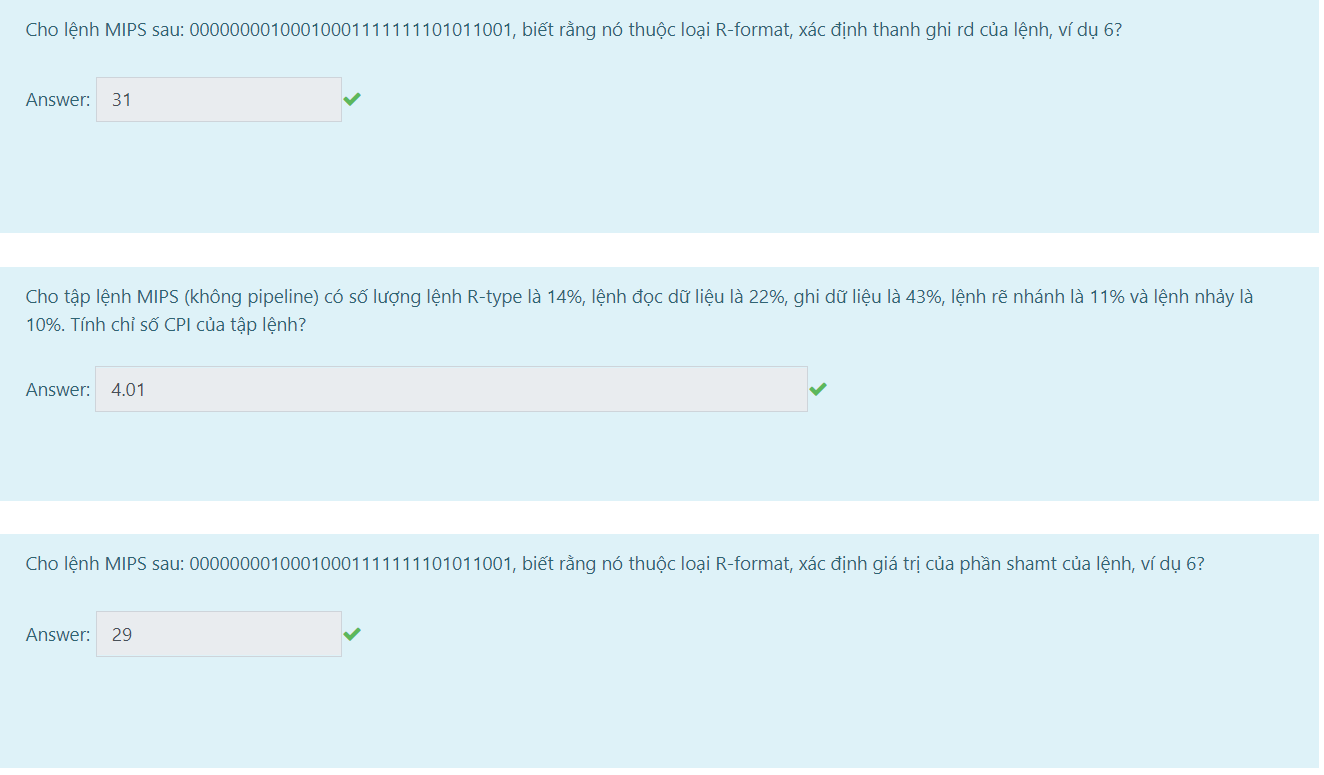 Cho lệnh MIPS sau: 00000000100010001111111101011001, biết rằng nó thuộc loại R-format, xác định thanh ghi rd của lệnh, ví dụ 6?
Answer: 31
Cho tập lệnh MIPS (không pipeline) có số lượng lệnh R-type là 14%, lệnh đọc dữ liệu là 22%, ghi dữ liệu là 43%, lệnh rẽ nhánh là 11% và lệnh nhảy là
10%. Tính chỉ số CPI của tập lệnh?
Answer: 4.01
Cho lệnh MIPS sau: 00000000100010001111111101011001, biết rằng nó thuộc loại R-format, xác định giá trị của phần shamt của lệnh, ví dụ 6?
Answer: 29